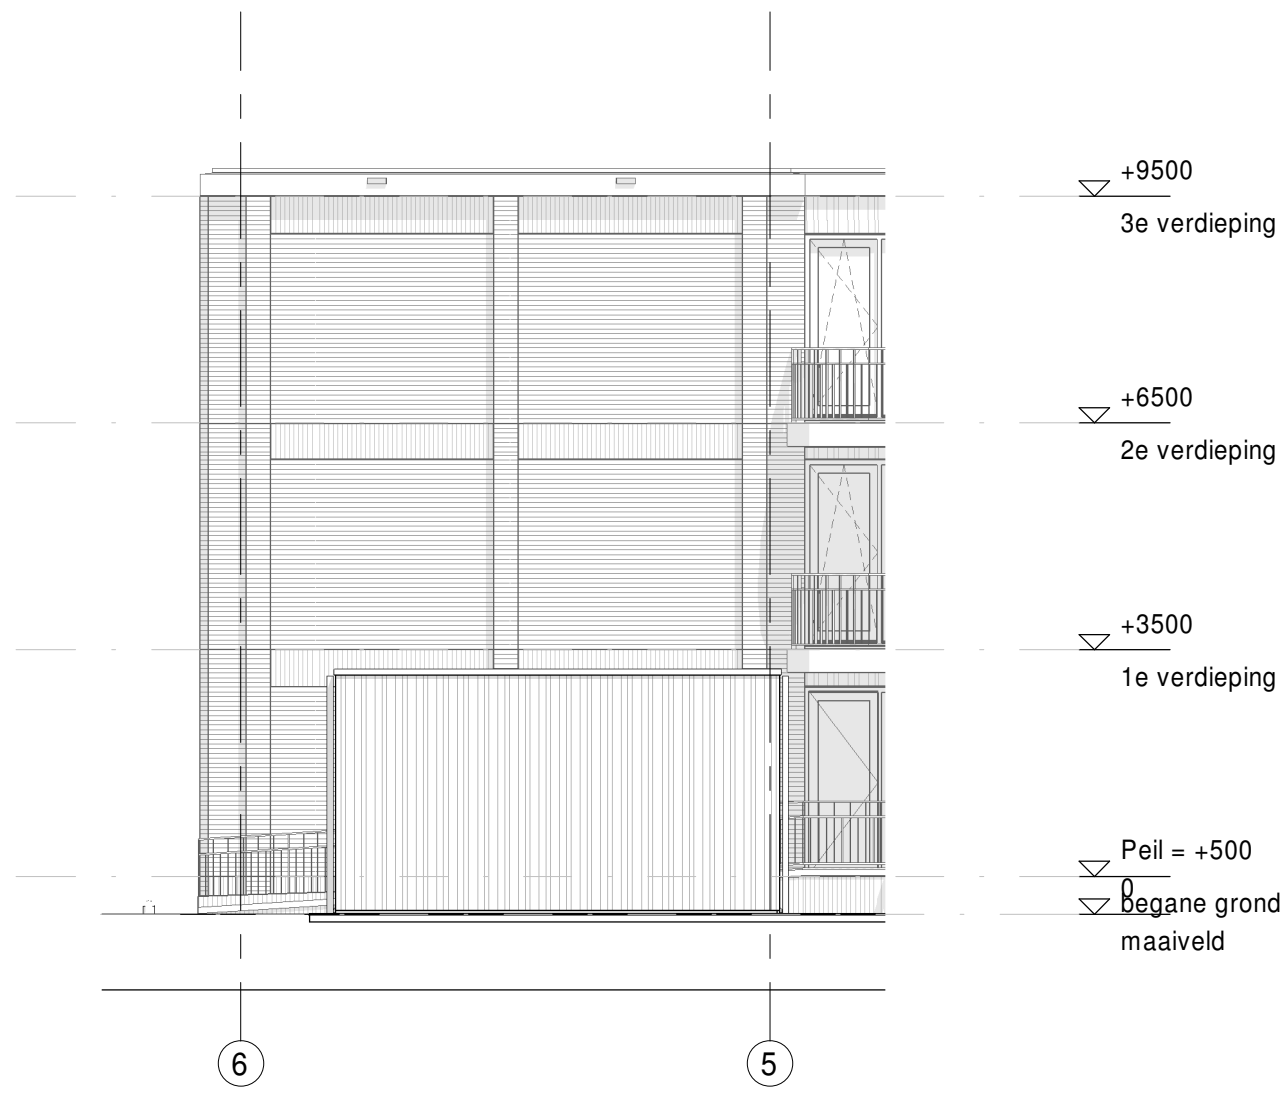 +9500
3e verdieping
+6500
2e verdieping
+3500
1e verdieping
Peil = +500
0
begane grond
maaiveld
6
5